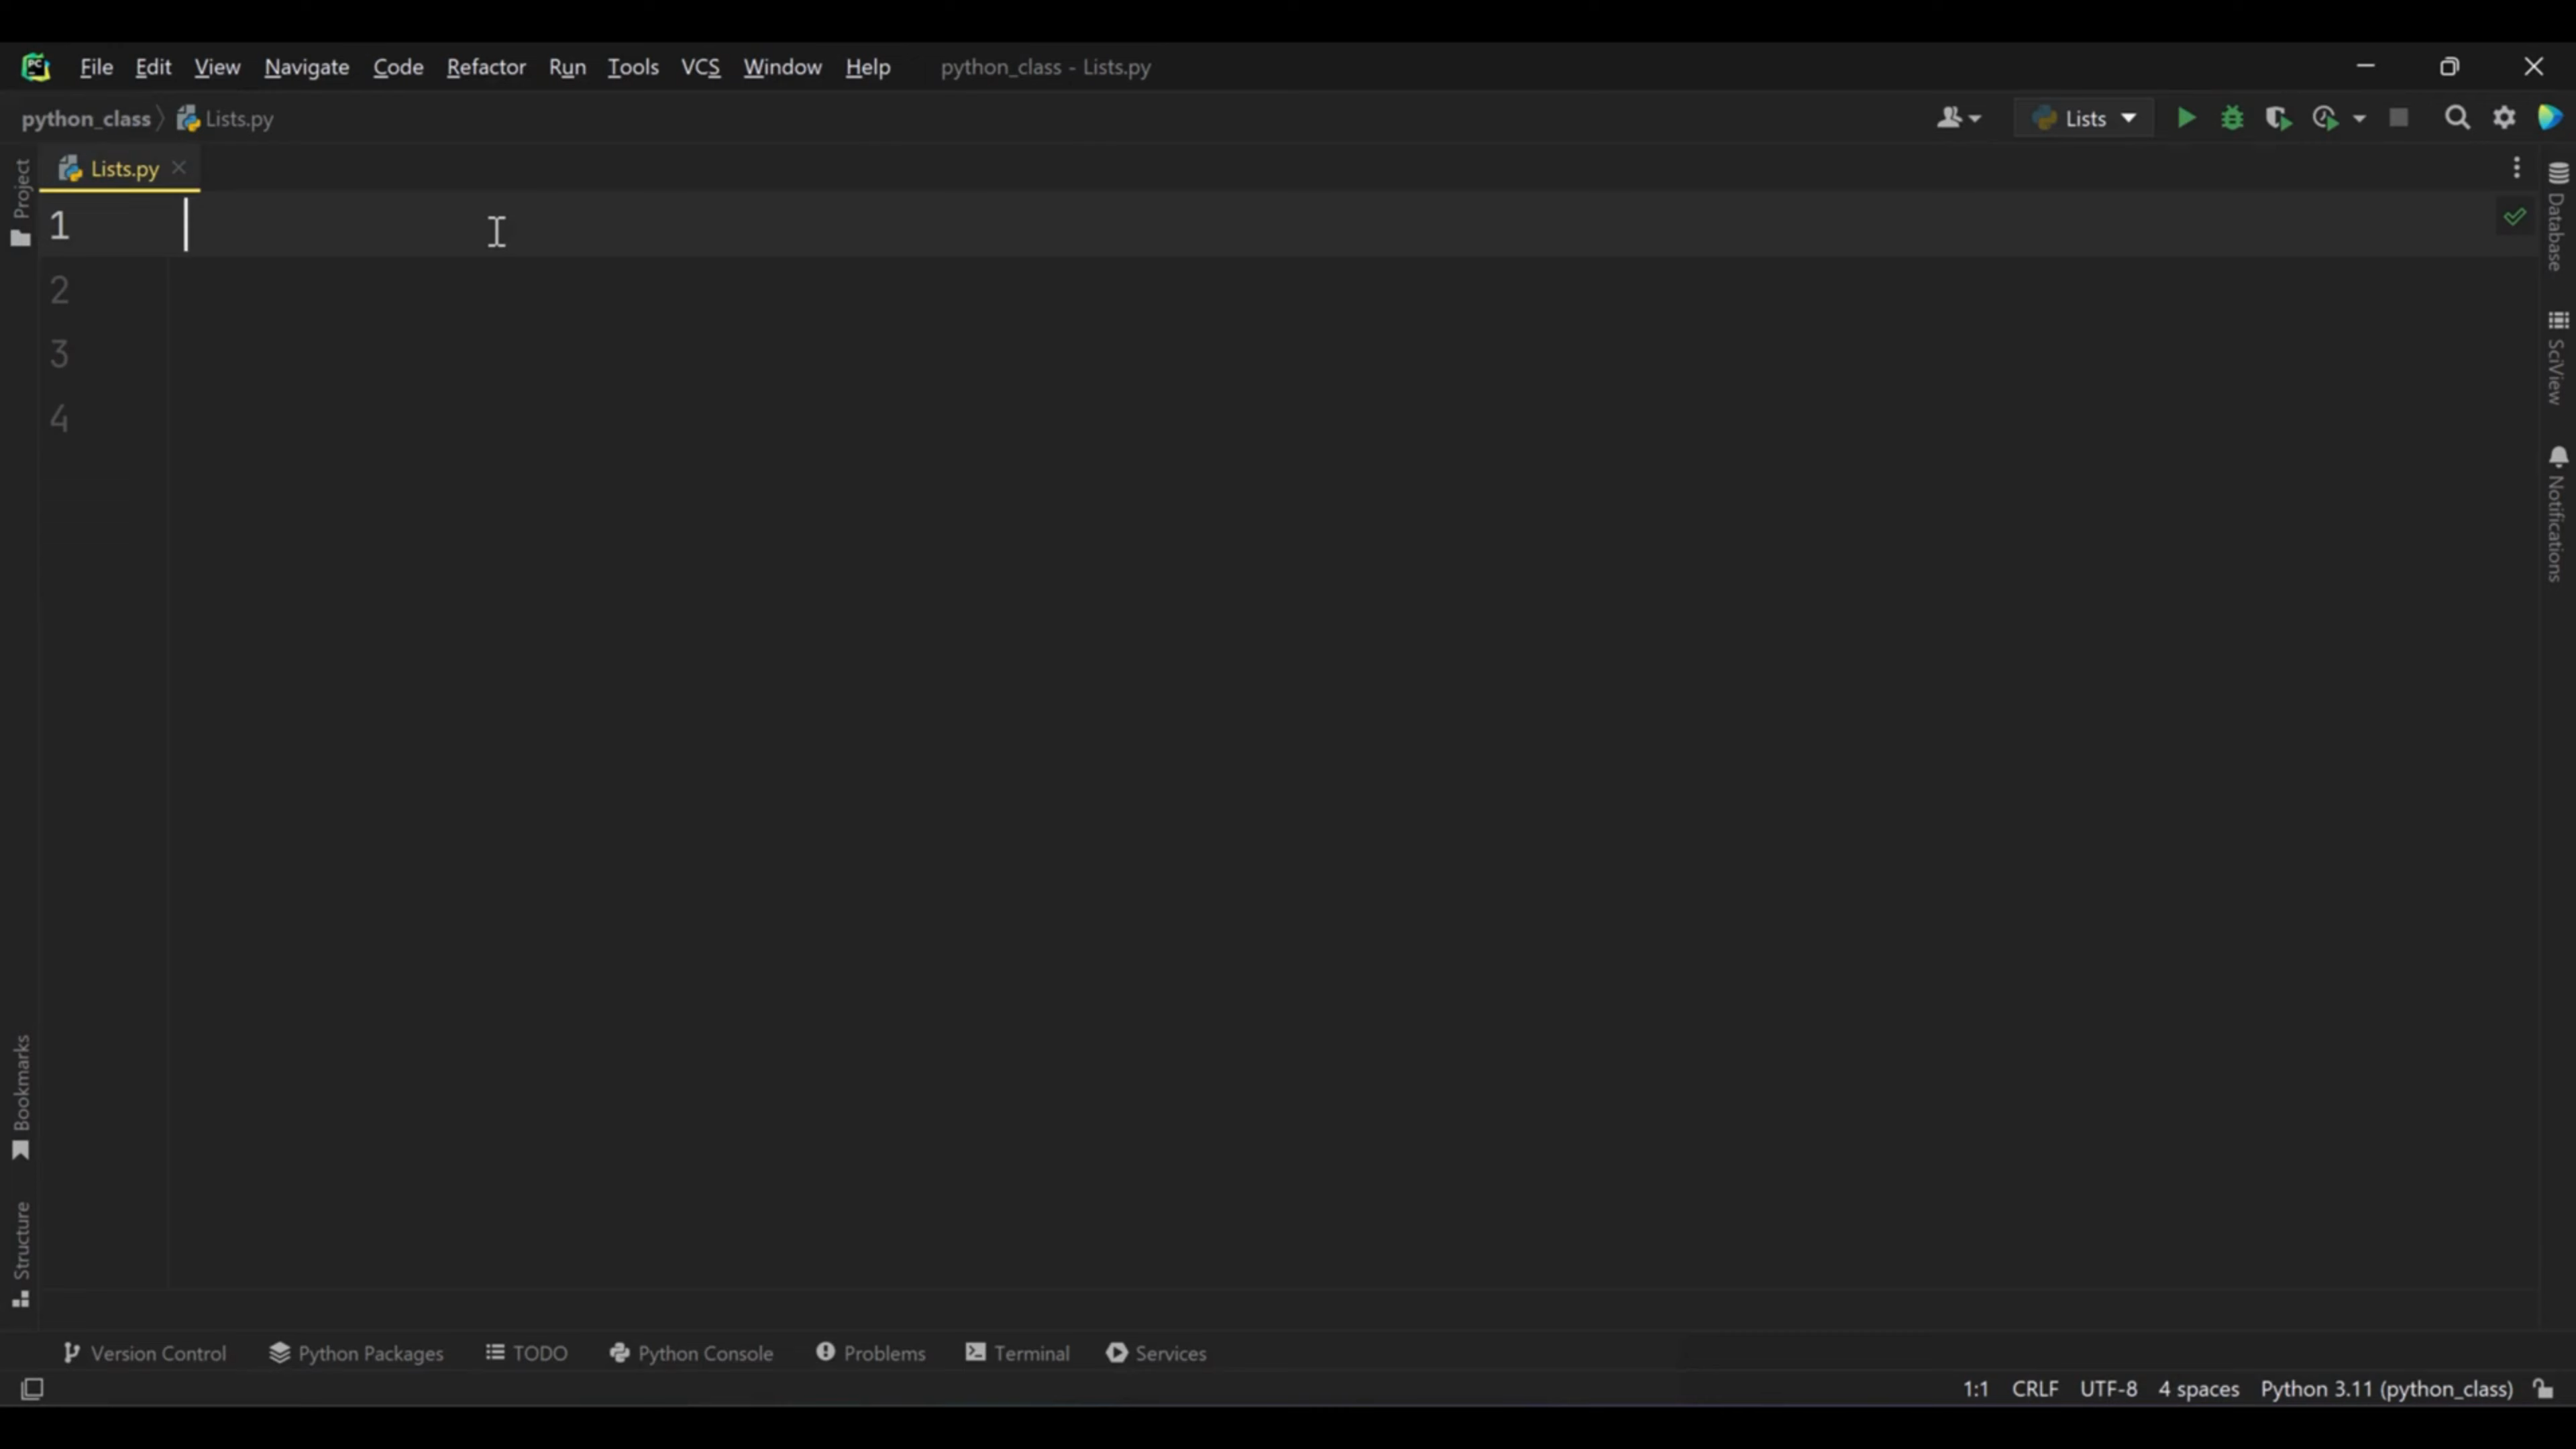 PC File Edit View Navigate Code Refactor Run Tools VCS Window Help python_class - Lists.py
python_class Lists.py Lists
Project Lists.py
1
2
3
4
Database
SciView
Notifications
Bookmarks
Structure
Version Control Python Packages TODO Python Console Problems Terminal Services
1:1 CRLF UTF-8 4 spaces Python 3.11 (python_class)